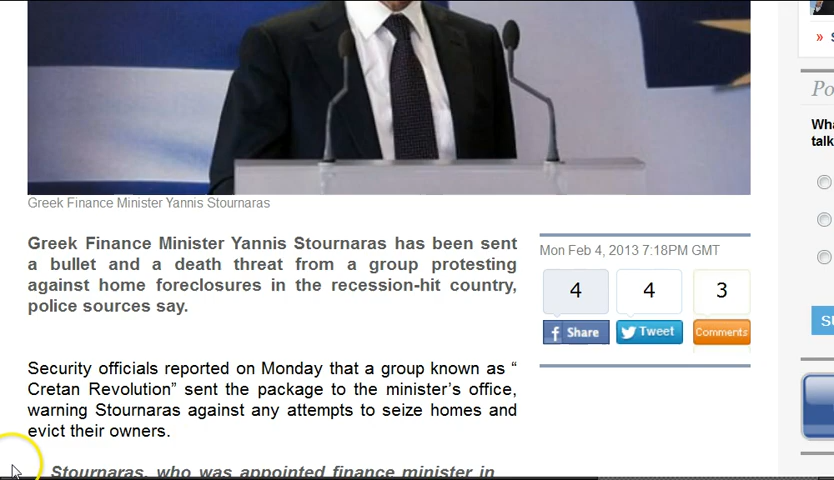 Greek Finance Minister Yannis Stournaras
Greek Finance Minister Yannis Stournaras has been sent
a bullet and a death threat from a group protesting
against home foreclosures in the recession-hit country,
police sources say.
Mon Feb 4, 2013 7:18PM GMT
4 4 3
f Share Tweet Comments
Security officials reported on Monday that a group known as “
Cretan Revolution” sent the package to the minister’s office,
warning Stournaras against any attempts to seize homes and
evict their owners.
Stournaras, who was appointed finance minister in
»
Po
talk